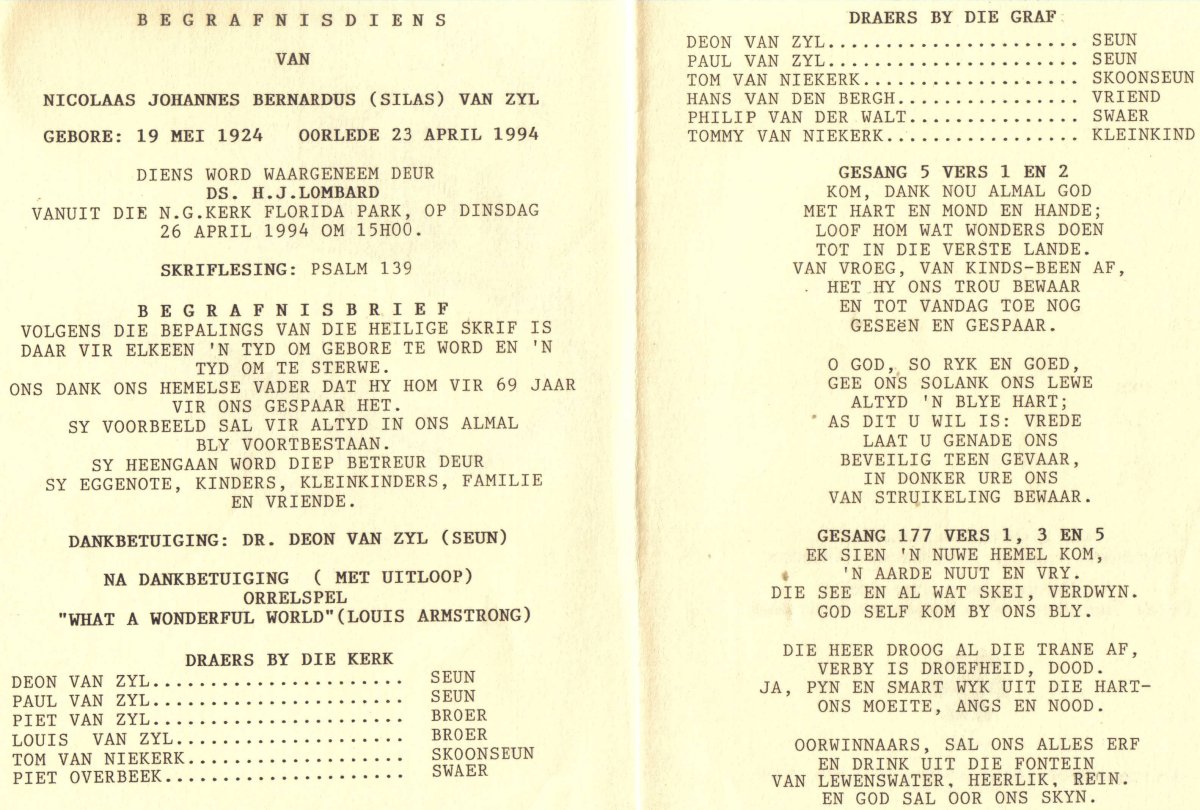 B E G R A F N I S D I E N S
VAN
NICOLAAS JOHANNES BERNARDUS (SILAS) VAN ZYL
GEBORE: 19 MEI 1924 OORLEDE 23 APRIL 1994
DIENS WORD WAARGENEEM DEUR
DS. H.J.LOMBARD
VANUIT DIE N.G.KERK FLORIDA PARK, OP DINSDAG
26 APRIL 1994 OM 15H00.
SKRIFLESING: PSALM 139
B E G R A F N I S B R I E F
VOLGENS DIE BEPALINGS VAN DIE HEILIGE SKRIF IS
DAAR VIR ELKEEN 'N TYD OM GEBORE TE WORD EN 'N
TYD OM TE STERWE.
ONS DANK ONS HEMELSE VADER DAT HY HOM VIR 69 JAAR
VIR ONS GESPAAR HET.
SY VOORBEELD SAL VIR ALTYD IN ONS ALMAL
BLY VOORTBESTAAN.
SY HEENGAAN WORD DIEP BETREUR DEUR
SY EGGENOTE, KINDERS, KLEINKINDERS, FAMILIE
EN VRIENDE.
DANKBETUIGING: DR. DEON VAN ZYL (SEUN)
NA DANKBETUIGING ( MET UITLOOP)
ORRELSPEL
"WHAT A WONDERFUL WORLD"(LOUIS ARMSTRONG)
DRAERS BY DIE KERK
DEON VAN ZYL...................... SEUN
PAUL VAN ZYL...................... SEUN
PIET VAN ZYL...................... BROER
LOUIS VAN ZYL.................... BROER
TOM VAN NIEKERK................... SKOONSEUN
PIET OVERBEEK..................... SWAER
DRAERS BY DIE GRAF
DEON VAN ZYL...................... SEUN
PAUL VAN ZYL...................... SEUN
TOM VAN NIEKERK................... SKOONSEUN
HANS VAN DEN BERGH................ VRIEND
PHILIP VAN DER WALT............... SWAER
TOMMY VAN NIEKERK................. KLEINKIND
GESANG 5 VERS 1 EN 2
KOM, DANK NOU ALMAL GOD
MET HART EN MOND EN HANDE;
LOOF HOM WAT WONDERS DOEN
TOT IN DIE VERSTE LANDE.
VAN VROEG, VAN KINDS-BEEN AF,
HET HY ONS TROU BEWAAR
EN TOT VANDAG TOE NOG
GESEëN EN GESPAAR.
O GOD, SO RYK EN GOED,
GEE ONS SOLANK ONS LEWE
ALTYD 'N BLYE HART;
AS DIT U WIL IS: VREDE
LAAT U GENADE ONS
BEVEILIG TEEN GEVAAR,
IN DONKER URE ONS
VAN STRUIKELING BEWAAR.
GESANG 177 VERS 1, 3 EN 5
EK SIEN 'N NUWE HEMEL KOM,
'N AARDE NUUT EN VRY.
DIE SEE EN AL WAT SKEI, VERDWYN.
GOD SELF KOM BY ONS BLY.
DIE HEER DROOG AL DIE TRANE AF,
VERBY IS DROEFHEID, DOOD.
JA, PYN EN SMART WYK UIT DIE HART-
ONS MOEITE, ANGS EN NOOD.
OORWINNAARS, SAL ONS ALLES ERF
EN DRINK UIT DIE FONTEIN
VAN LEWENSWATER, HEERLIK, REIN.
EN GOD SAL OOR ONS SKYN.